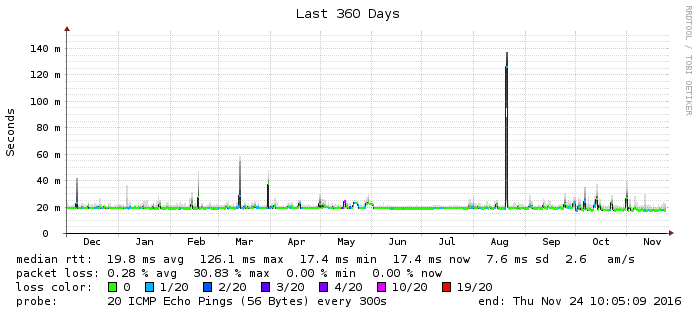 Last 360 Days
RRDTOOL / TOBI OETIKER
Seconds
140 m
120 m
100 m
80 m
60 m
40 m
20 m
0
Dec Jan Feb Mar Apr May Jun Jul Aug Sep Oct Nov
median rtt: 19.8 ms avg 126.1 ms max 17.4 ms min 17.4 ms now 7.6 ms sd 2.6 am/s
packet loss: 0.28 % avg 30.83 % max 0.00 % min 0.00 % now
loss color: 0 1/20 2/20 3/20 4/20 10/20 19/20
probe: 20 ICMP Echo Pings (56 Bytes) every 300s end: Thu Nov 24 10:05:09 2016